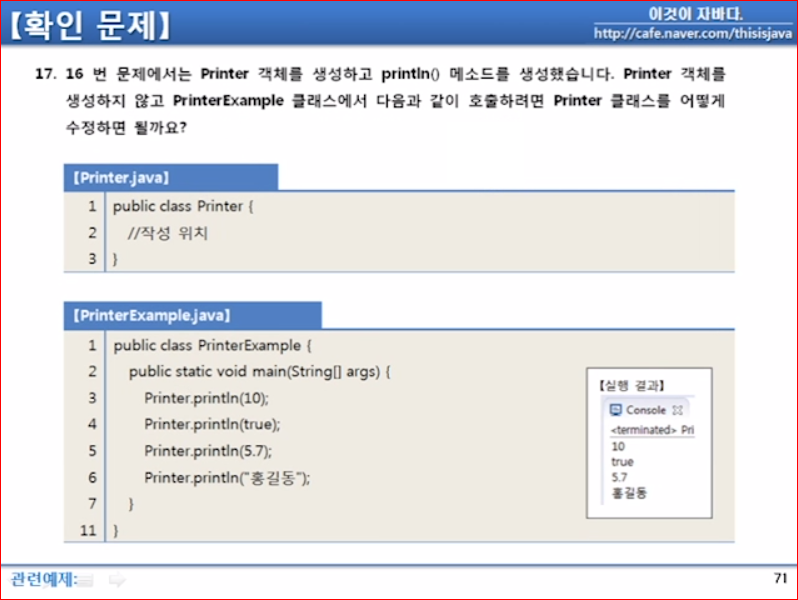 【확인 문제】
이것이 자바다.
http://cafe.naver.com/thisisjava
17. 16 번 문제에서는 Printer 객체를 생성하고 println() 메소드를 생성했습니다. Printer 객체를
생성하지 않고 PrinterExample 클래스에서 다음과 같이 호출하려면 Printer 클래스를 어떻게
수정하면 될까요?
【Printer.java】
1 public class Printer {
2 //작성 위치
3 }
【PrinterExample.java】
1 public class PrinterExample {
2 public static void main(String[] args) {
3 Printer.println(10);
4 Printer.println(true);
5 Printer.println(5.7);
6 Printer.println("홍길동");
7 }
11 }
【실행 결과】
Console
<terminated> Pri
10
true
5.7
홍길동
관련예제:
71